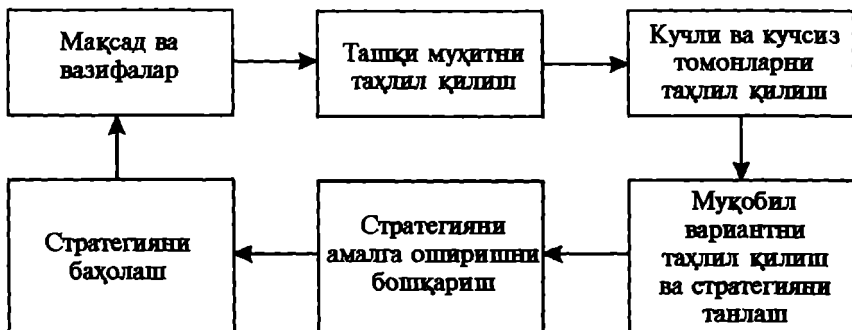 Мақсад ва
вазифалар
Ташқи муҳитни
таҳлил қилиш
Кучли ва кучсиз
томонларни
таҳлил қилиш
Муқобил
вариантни
таҳлил қилиш
ва стратегияни
танлаш
Стратегияни
амалга оширишни
бошқариш
Стратегияни
баҳолаш